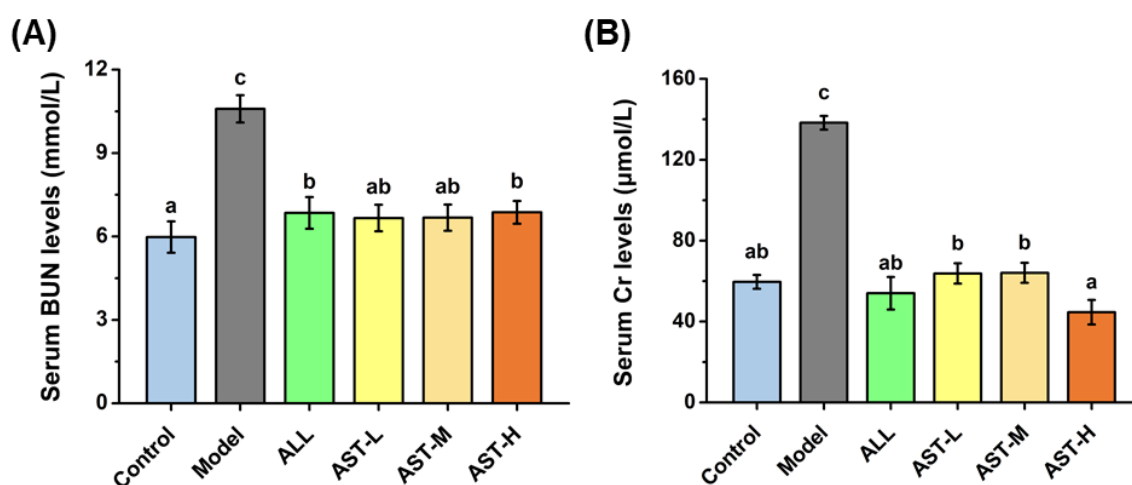 (A)
Serum BUN levels (mmol/L)
12
9
6
3
0
a
c
b
ab
ab
b
Control
Model
ALL
AST-L
AST-M
AST-H
(B)
Serum Cr levels (μmol/L)
160
120
80
40
0
ab
c
ab
b
b
a
Control
Model
ALL
AST-L
AST-M
AST-H